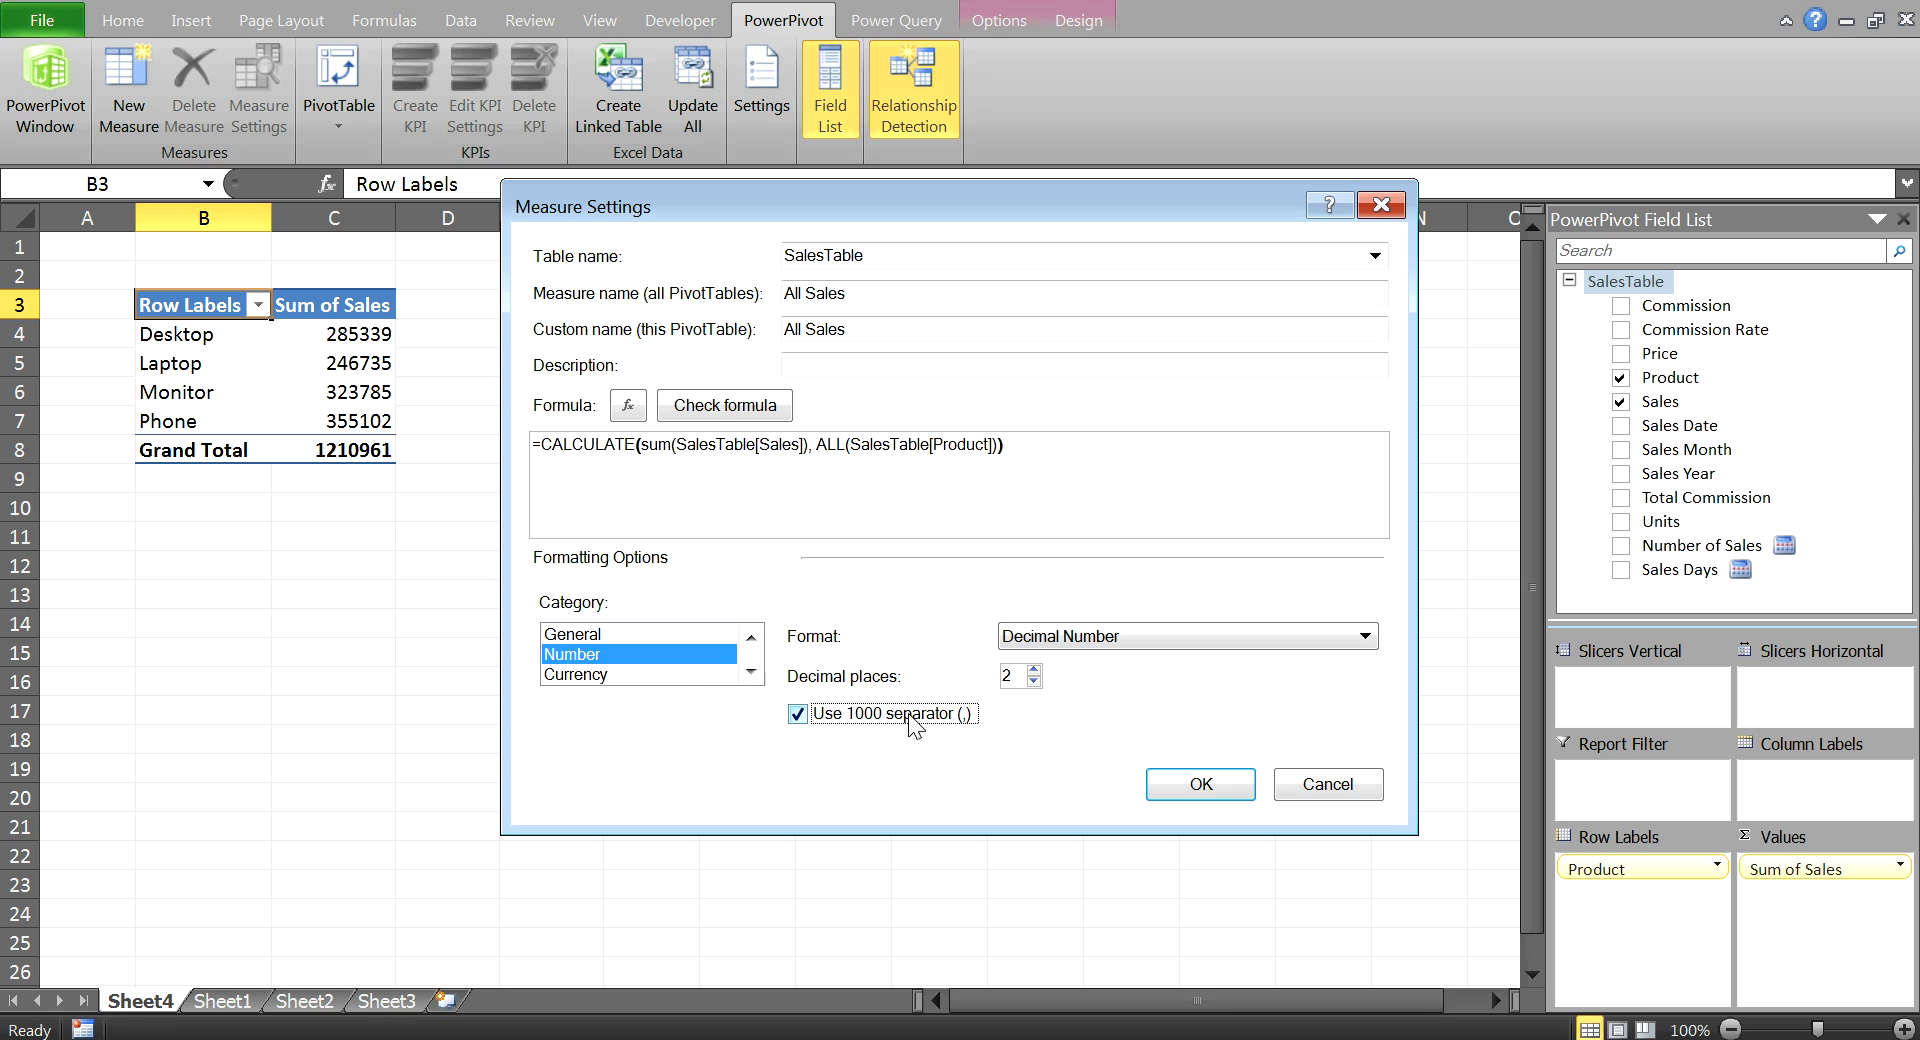 File Home Insert Page Layout Formulas Data Review View Developer PowerPivot Power Query Options Design
PowerPivot Window
New Measure
Delete Measure
Measure Settings
PivotTable
Create KPI
Edit KPI Settings
Delete KPI
Create Linked Table
Update All
Settings
Field List
Relationship Detection
Measures KPIs Excel Data
B3 fx Row Labels
A B C D N O
1
2
3 Row Labels Sum of Sales
4 Desktop 285339
5 Laptop 246735
6 Monitor 323785
7 Phone 355102
8 Grand Total 1210961
9
10
11
12
13
14
15
16
17
18
19
20
21
22
23
24
25
26
Measure Settings ?
Table name: SalesTable
Measure name (all PivotTables): All Sales
Custom name (this PivotTable): All Sales
Description:
Formula: fx Check formula
=CALCULATE(sum(SalesTable[Sales]), ALL(SalesTable[Product]))
Formatting Options
Category:
General
Number
Currency
Format: Decimal Number
Decimal places: 2
Use 1000 separator (,)
OK Cancel
PowerPivot Field List
Search
SalesTable
Commission
Commission Rate
Price
Product
Sales
Sales Date
Sales Month
Sales Year
Total Commission
Units
Number of Sales
Sales Days
Slicers Vertical Slicers Horizontal
Report Filter Column Labels
Row Labels Σ Values
Product Sum of Sales
Sheet4 Sheet1 Sheet2 Sheet3
Ready 100%